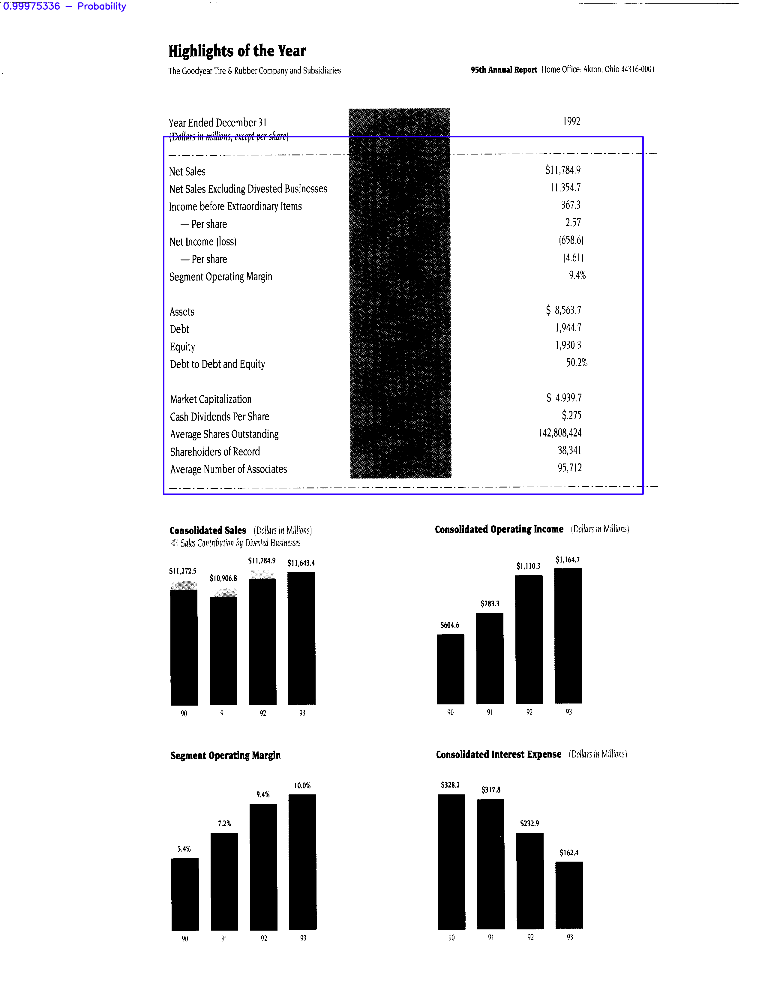 0.99975336 – Probability
Highlights of the Year
The Goodyear Tire & Rubber Company and Subsidiaries
95th Annual Report Home Office: Akron, Ohio 44316-0001
Year Ended December 31 1992
(Dollars in millions, except per share)
Net Sales $11,784.9
Net Sales Excluding Divested Businesses 11,354.7
Income before Extraordinary Items 367.3
— Per share 2.57
Net Income (loss) (658.6)
— Per share (4.61)
Segment Operating Margin 9.4%
Assets $ 8,563.7
Debt 1,944.7
Equity 1,930.3
Debt to Debt and Equity 50.2%
Market Capitalization $ 4,939.7
Cash Dividends Per Share $.275
Average Shares Outstanding 142,808,424
Shareholders of Record 38,341
Average Number of Associates 95,712
Consolidated Sales (Dollars in Millions)
Sales Contribution by Divested Businesses
$11,272.5 $10,906.8 $11,784.9 $11,643.4
90 9 92 93
Consolidated Operating Income (Dollars in Millions)
$604.6 $783.3 $1,110.3 $1,164.7
90 91 92 93
Segment Operating Margin
5.4% 7.2% 9.4% 10.0%
90 92 93
Consolidated Interest Expense (Dollars in Millions)
$328.2 $317.8 $232.9 $162.4
90 91 92 93